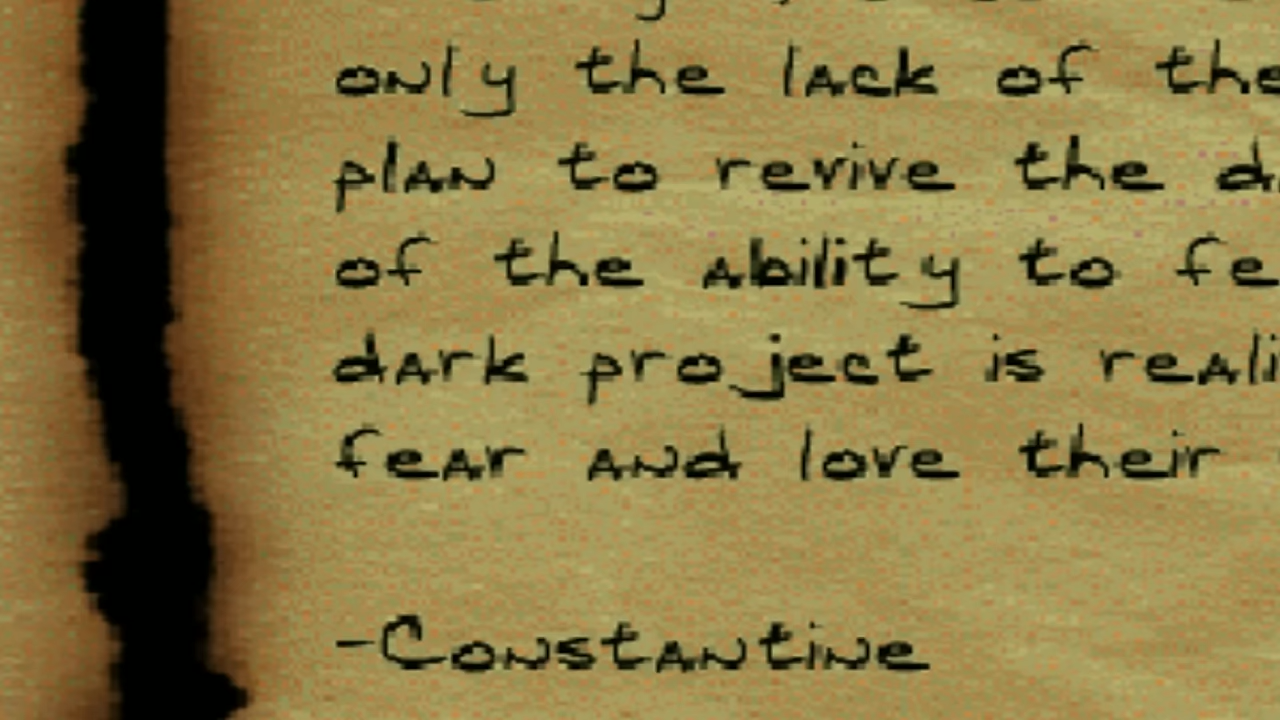 only the lack of the
plan to revive the
of the ability to
dark project is
fear and love their
-Constantine